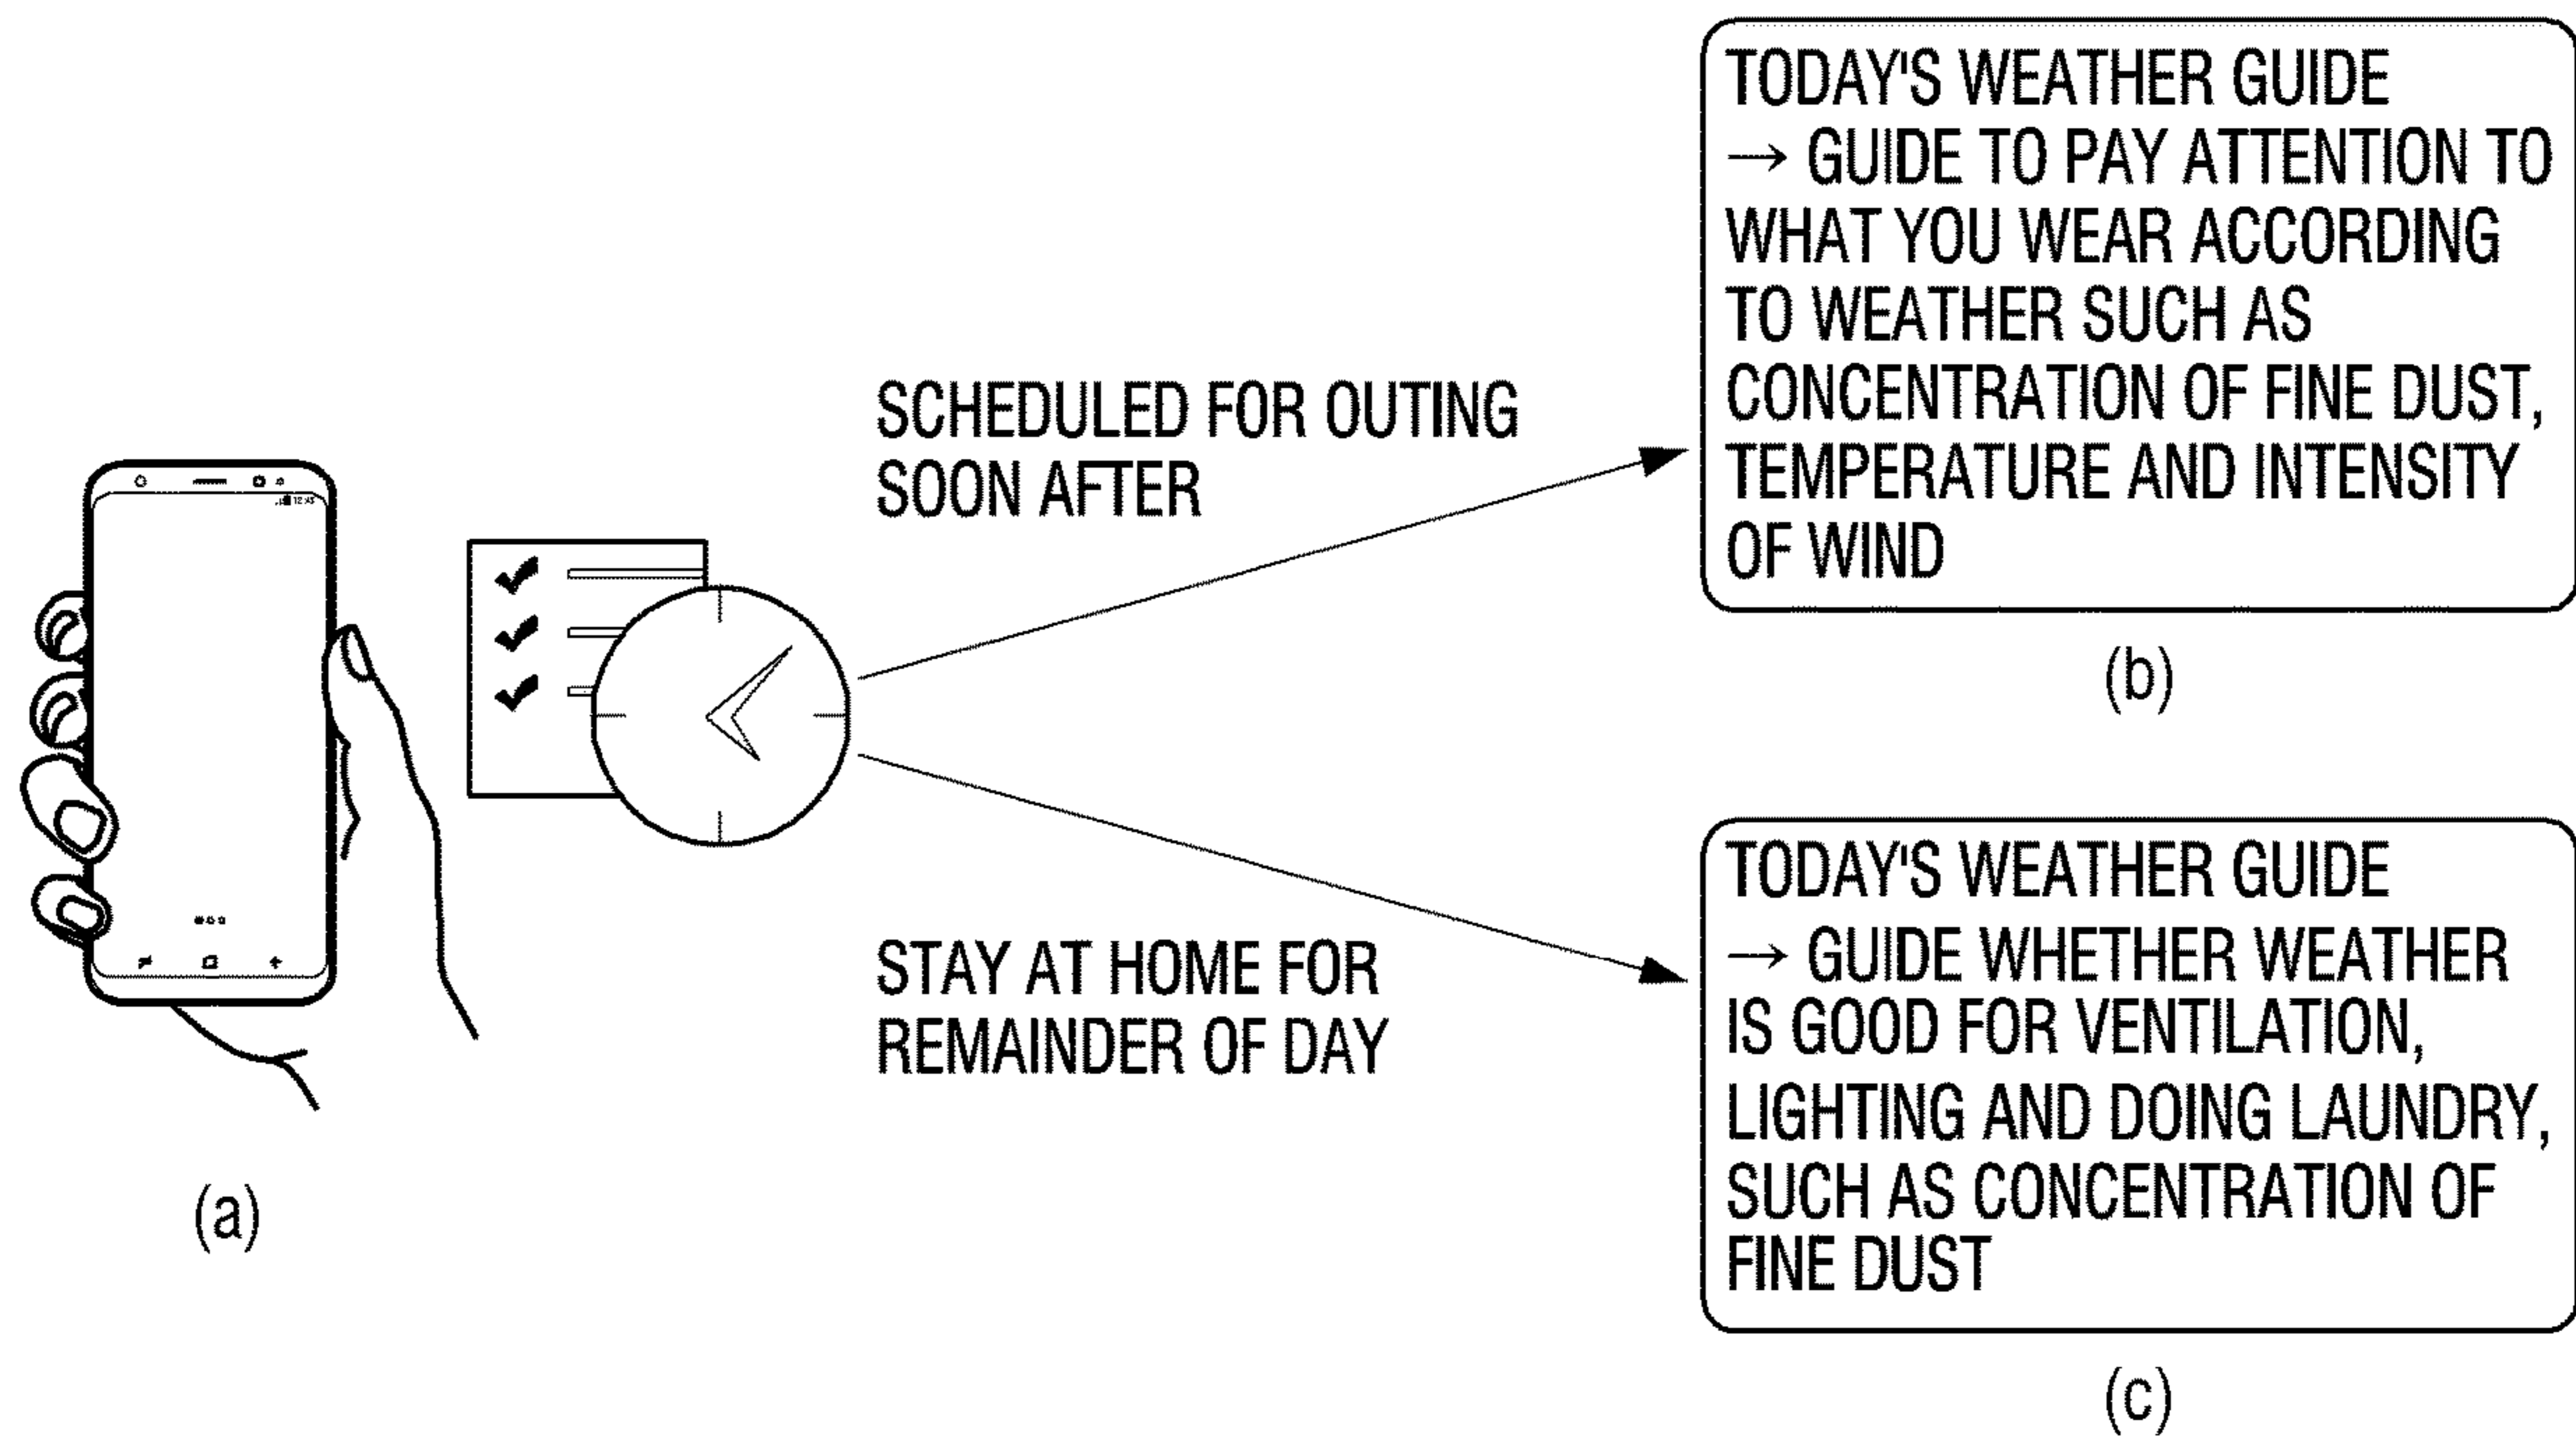 SCHEDULED FOR OUTING
SOON AFTER
STAY AT HOME FOR
REMAINDER OF DAY
(a)
TODAY'S WEATHER GUIDE
→ GUIDE TO PAY ATTENTION TO
WHAT YOU WEAR ACCORDING
TO WEATHER SUCH AS
CONCENTRATION OF FINE DUST,
TEMPERATURE AND INTENSITY
OF WIND
(b)
TODAY'S WEATHER GUIDE
→ GUIDE WHETHER WEATHER
IS GOOD FOR VENTILATION,
LIGHTING AND DOING LAUNDRY,
SUCH AS CONCENTRATION OF
FINE DUST
(c)